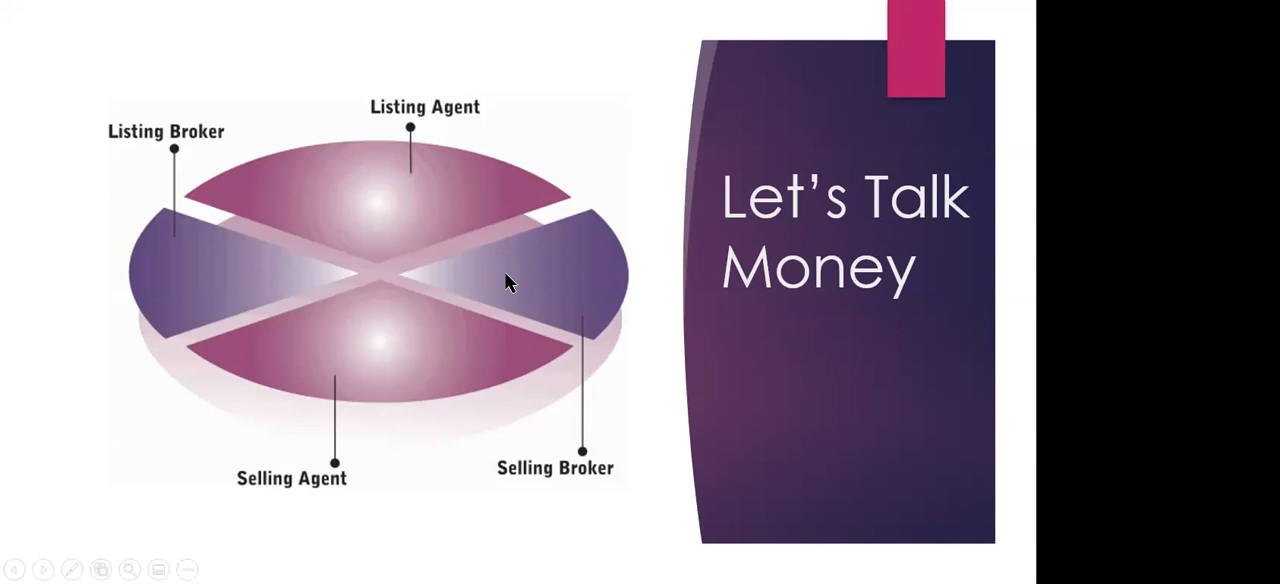 Listing Agent
Listing Broker
Selling Agent
Selling Broker
Let’s Talk
Money